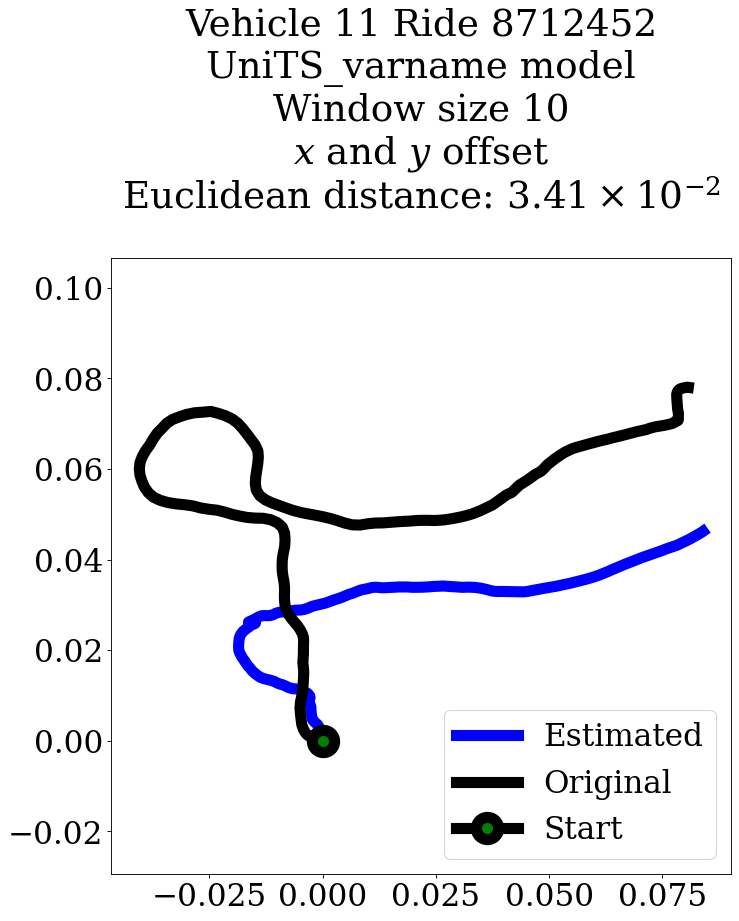 Vehicle 11 Ride 8712452
UniTS_varname model
Window size 10
x and y offset
Euclidean distance: 3.41 × 10⁻²
0.10
0.08
0.06
0.04
0.02
0.00
−0.02
Estimated
Original
Start
−0.025 0.000 0.025 0.050 0.075